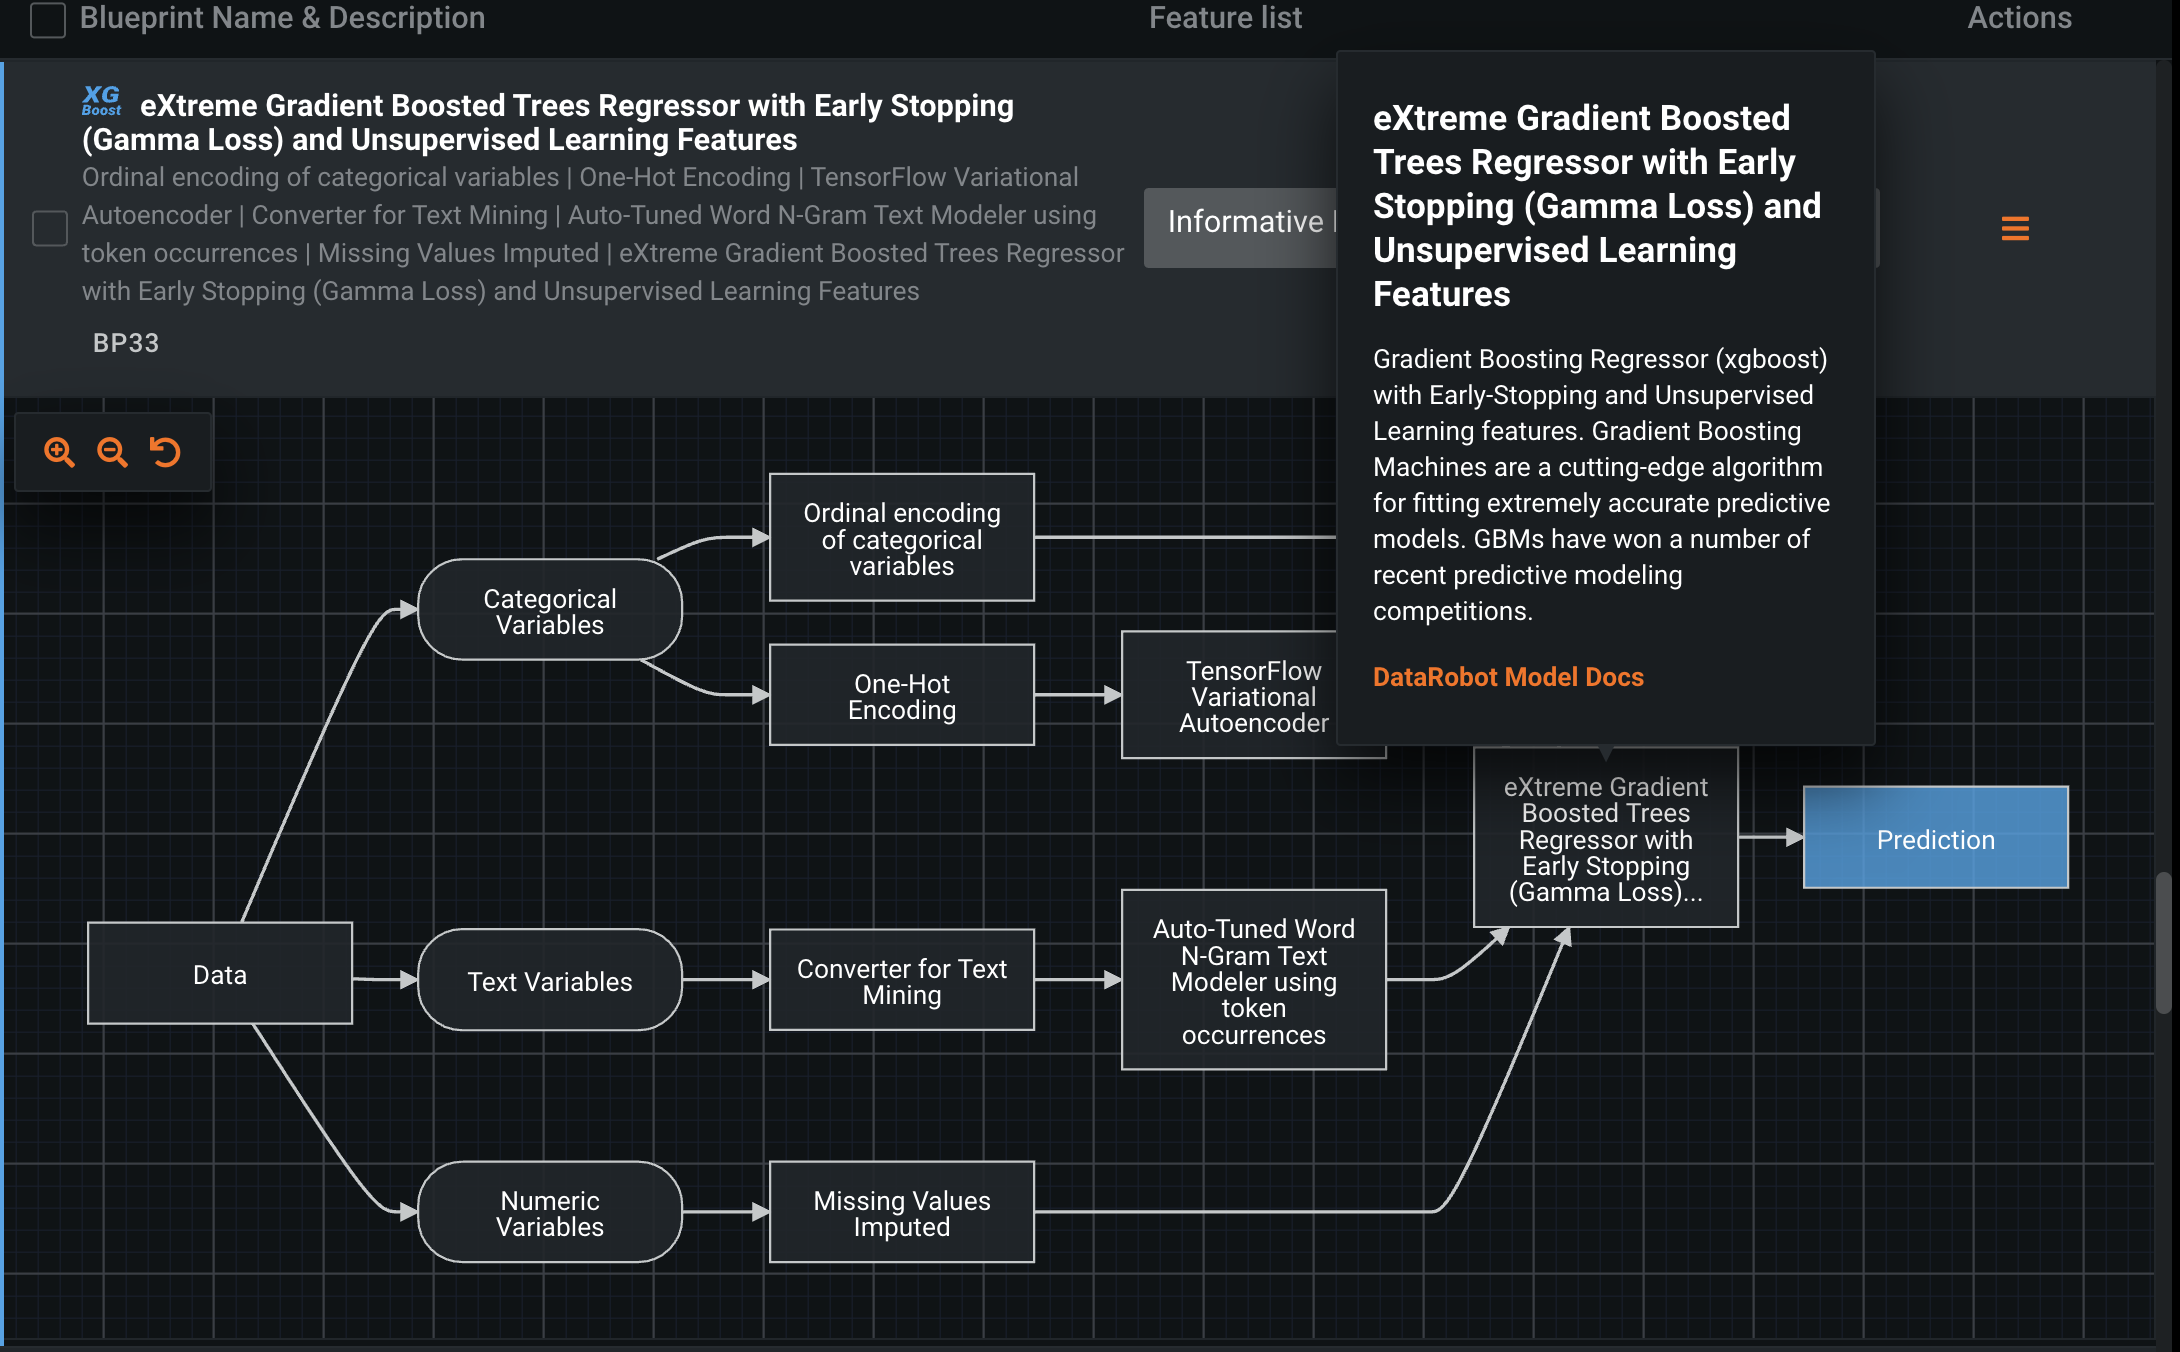 Blueprint Name & Description
Feature list
Actions
XG
Boost
eXtreme Gradient Boosted Trees Regressor with Early Stopping
(Gamma Loss) and Unsupervised Learning Features
Ordinal encoding of categorical variables | One-Hot Encoding | TensorFlow Variational
Autoencoder | Converter for Text Mining | Auto-Tuned Word N-Gram Text Modeler using
token occurrences | Missing Values Imputed | eXtreme Gradient Boosted Trees Regressor
with Early Stopping (Gamma Loss) and Unsupervised Learning Features
BP33
Informative
eXtreme Gradient Boosted
Trees Regressor with Early
Stopping (Gamma Loss) and
Unsupervised Learning
Features
Gradient Boosting Regressor (xgboost)
with Early-Stopping and Unsupervised
Learning features. Gradient Boosting
Machines are a cutting-edge algorithm
for fitting extremely accurate predictive
models. GBMs have won a number of
recent predictive modeling
competitions.
DataRobot Model Docs
Ordinal encoding
of categorical
variables
Categorical
Variables
One-Hot
Encoding
TensorFlow
Variational
Autoencoder
eXtreme Gradient
Boosted Trees
Regressor with
Early Stopping
(Gamma Loss)...
Prediction
Data
Text Variables
Converter for Text
Mining
Auto-Tuned Word
N-Gram Text
Modeler using
token
occurrences
Numeric
Variables
Missing Values
Imputed